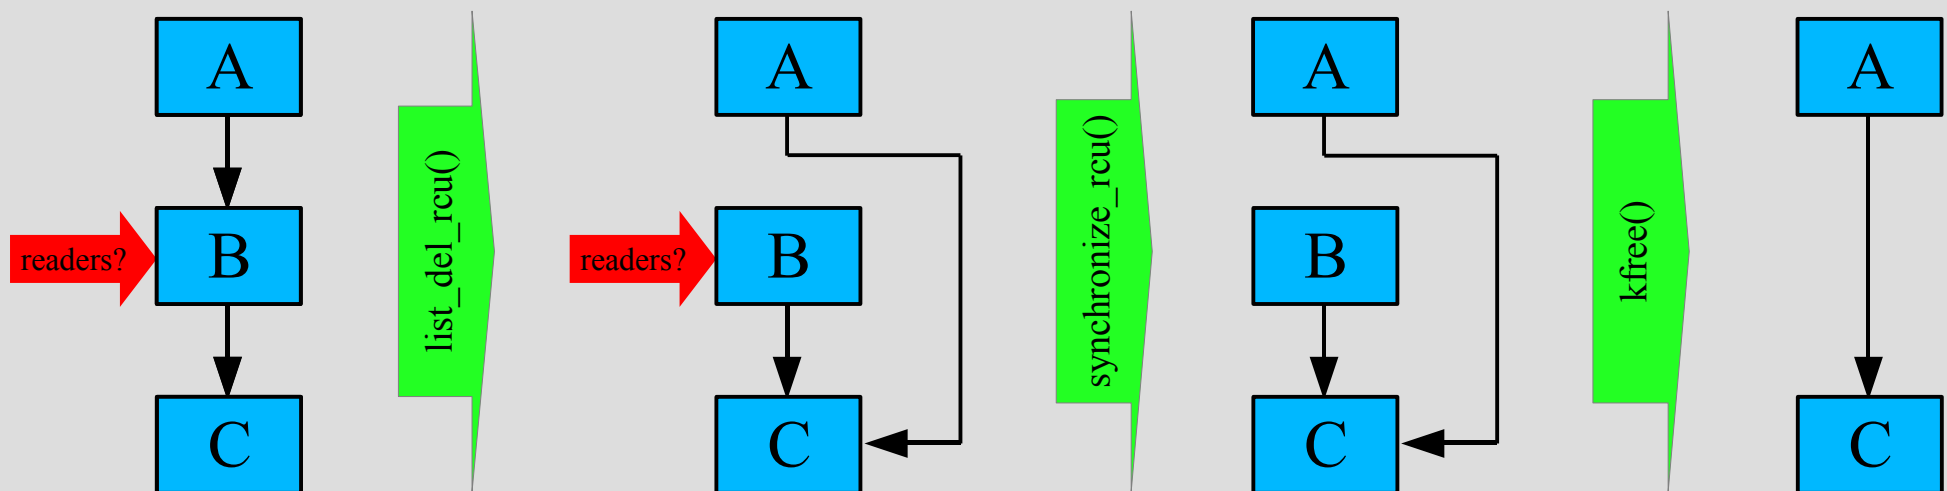 A
readers?
B
C
list_del_rcu()
A
readers?
B
C
synchronize_rcu()
A
B
C
kfree()
A
C